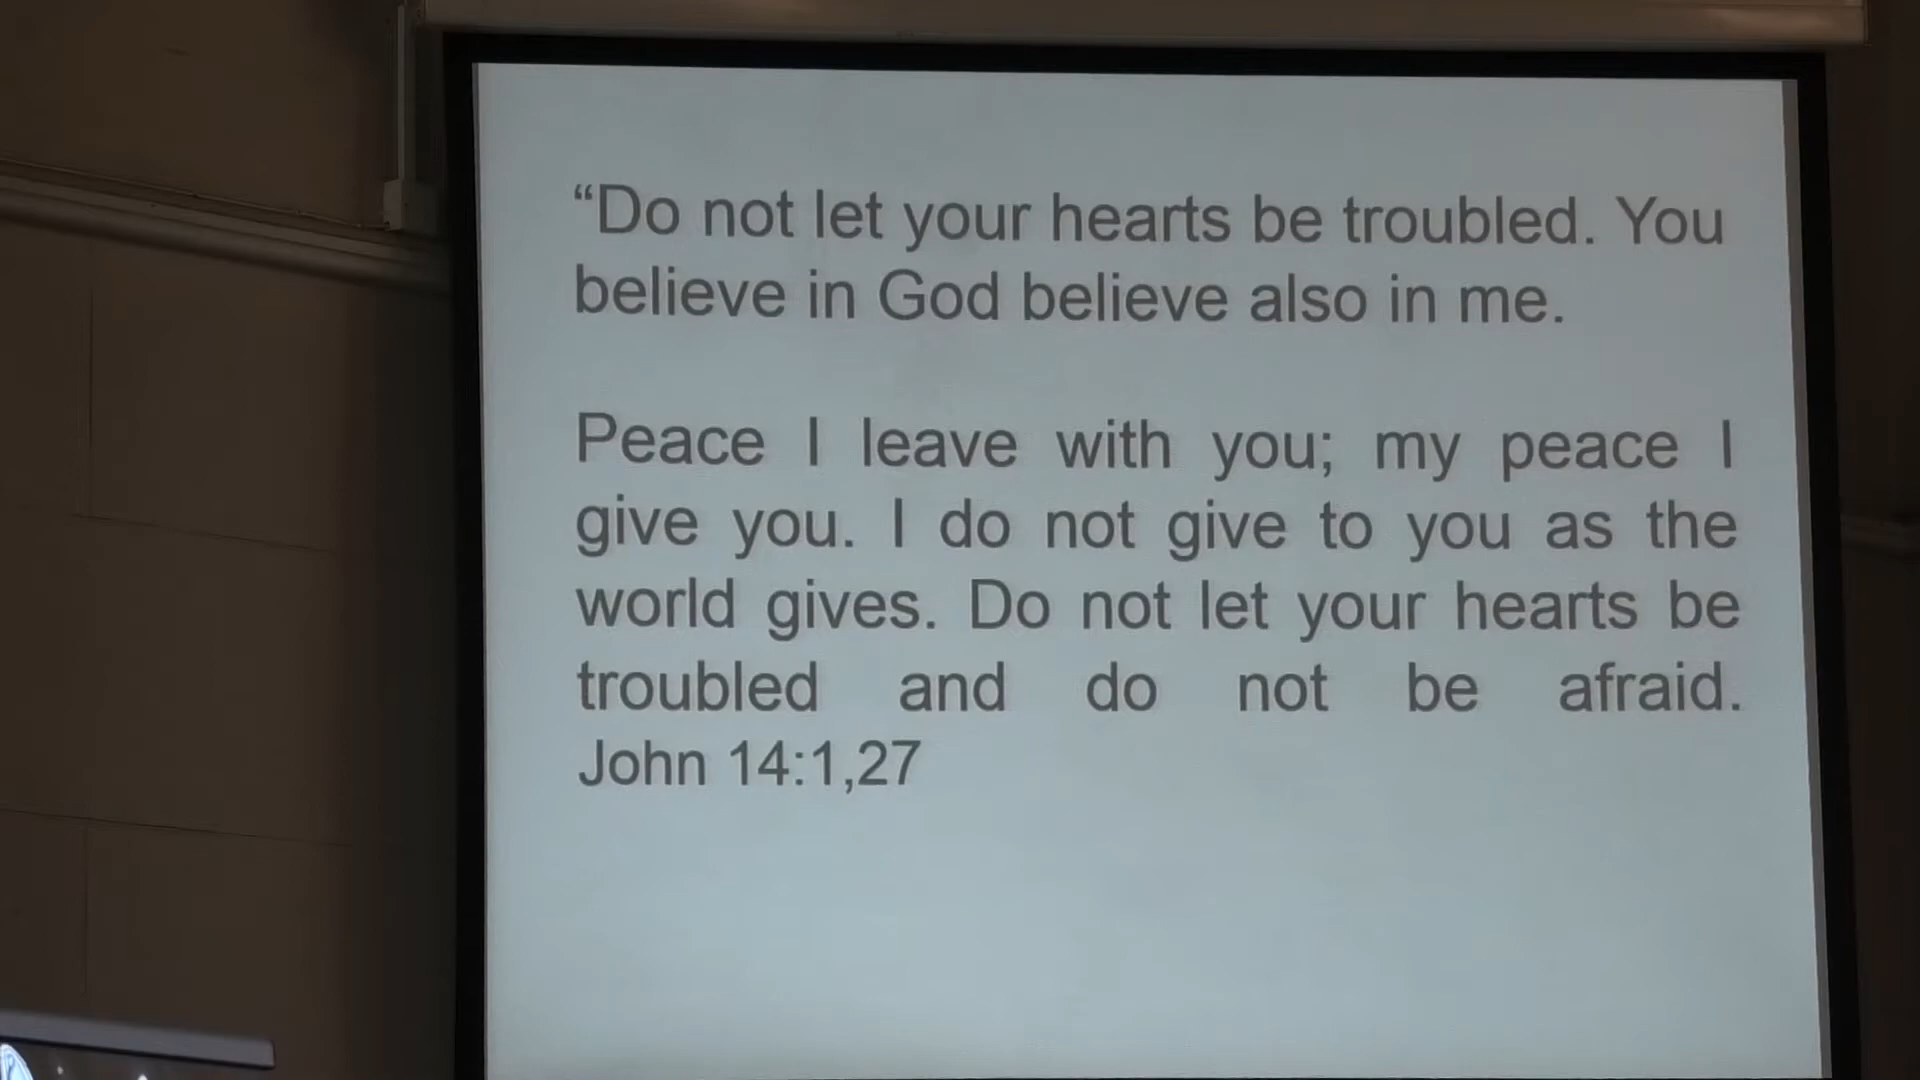 “Do not let your hearts be troubled. You
believe in God believe also in me.
Peace I leave with you; my peace I
give you. I do not give to you as the
world gives. Do not let your hearts be
troubled and do not be afraid.
John 14:1,27